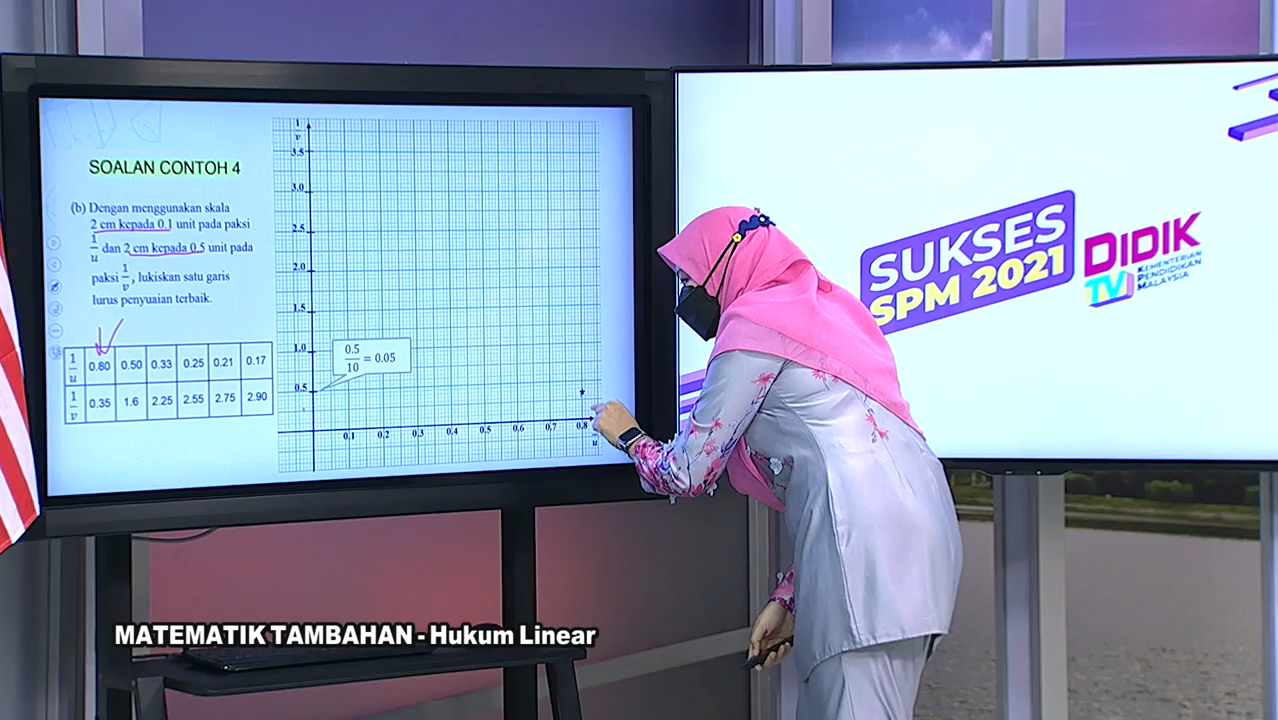 SOALAN CONTOH 4
(b) Dengan menggunakan skala
2 cm kepada 0.1 unit pada paksi
1/u dan 2 cm kepada 0.5 unit pada
paksi 1/v, lukiskan satu garis
lurus penyuaian terbaik.
1/u 0.80 0.50 0.33 0.25 0.21 0.17
1/v 0.35 1.6 2.25 2.55 2.75 2.90
1/v
3.5
3.0
2.5
2.0
1.5
1.0
0.5
0.5/10 = 0.05
0.1 0.2 0.3 0.4 0.5 0.6 0.7 0.8
1/u
SUKSES
SPM 2021
DIDIK
TV
KEMENTERIAN
PENDIDIKAN
MALAYSIA
MATEMATIK TAMBAHAN - Hukum Linear